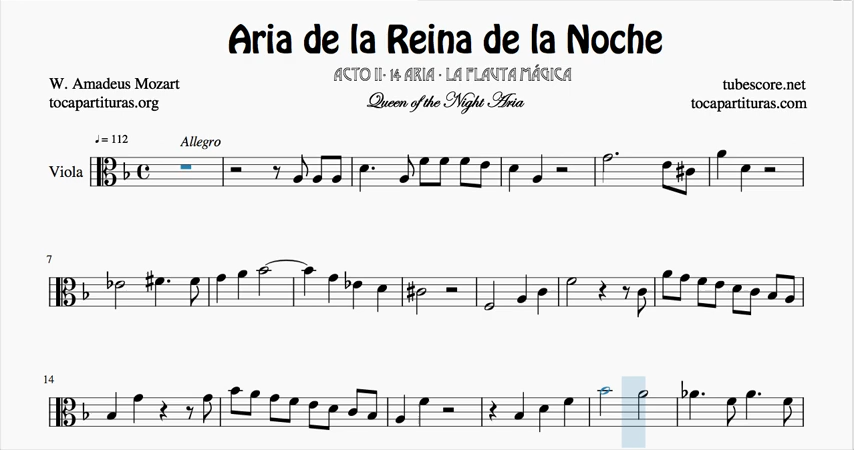 Aria de la Reina de la Noche
ACTO II· 14 ARIA · LA FLAUTA MÁGICA
W. Amadeus Mozart
tubescore.net
tocapartituras.org
Queen of the Night Aria
tocapartituras.com
♩ = 112
Allegro
Viola
7
14